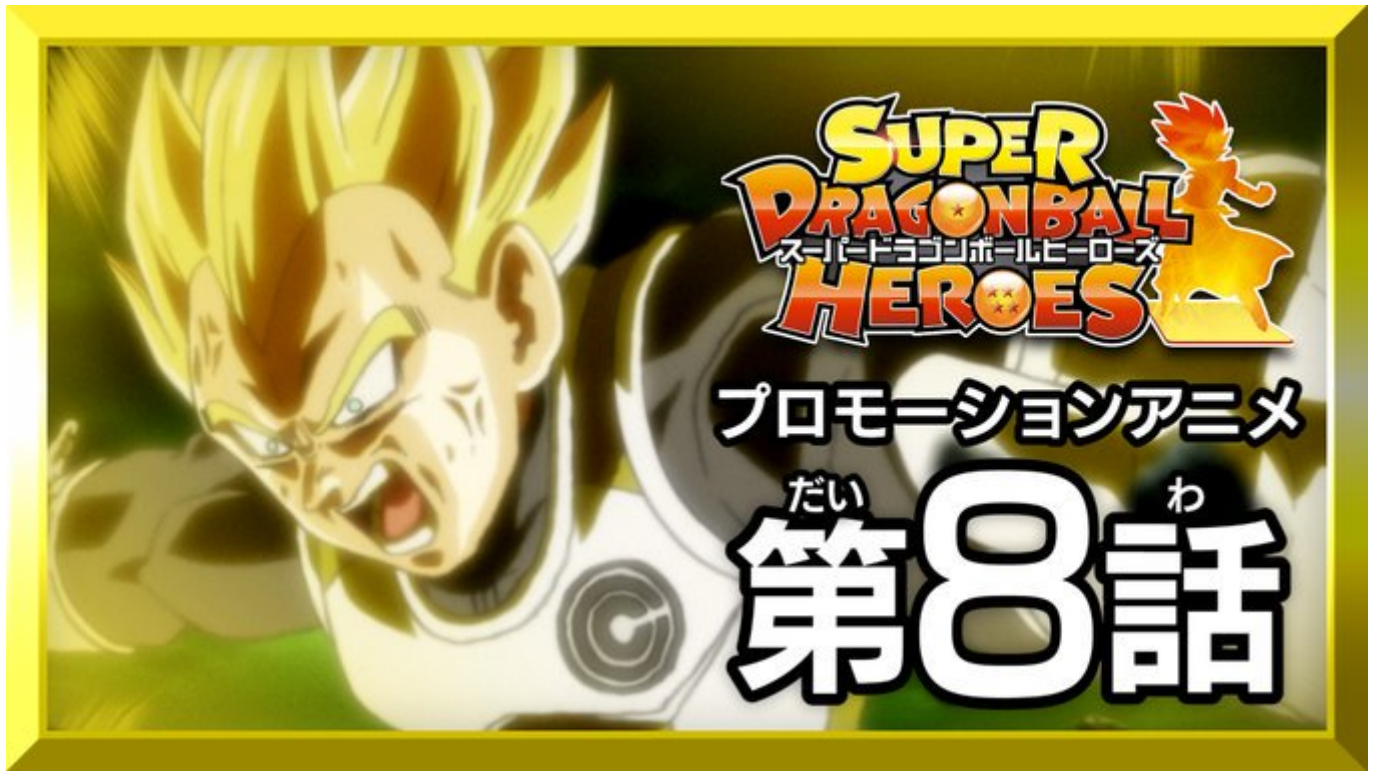 SUPER
DRAGONBALL
スーパードラゴンボールヒーローズ
HEROES
プロモーションアニメ
だい わ
第8話